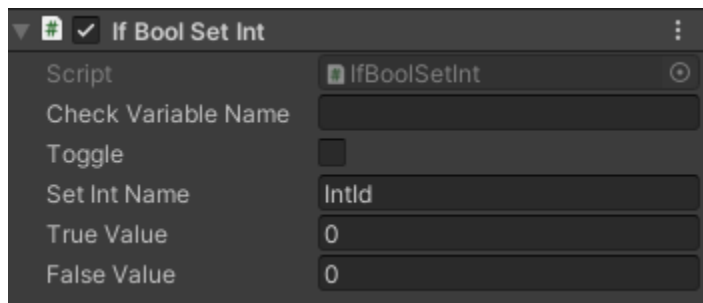 # If Bool Set Int
Script # IfBoolSetInt
Check Variable Name
Toggle
Set Int Name IntId
True Value 0
False Value 0